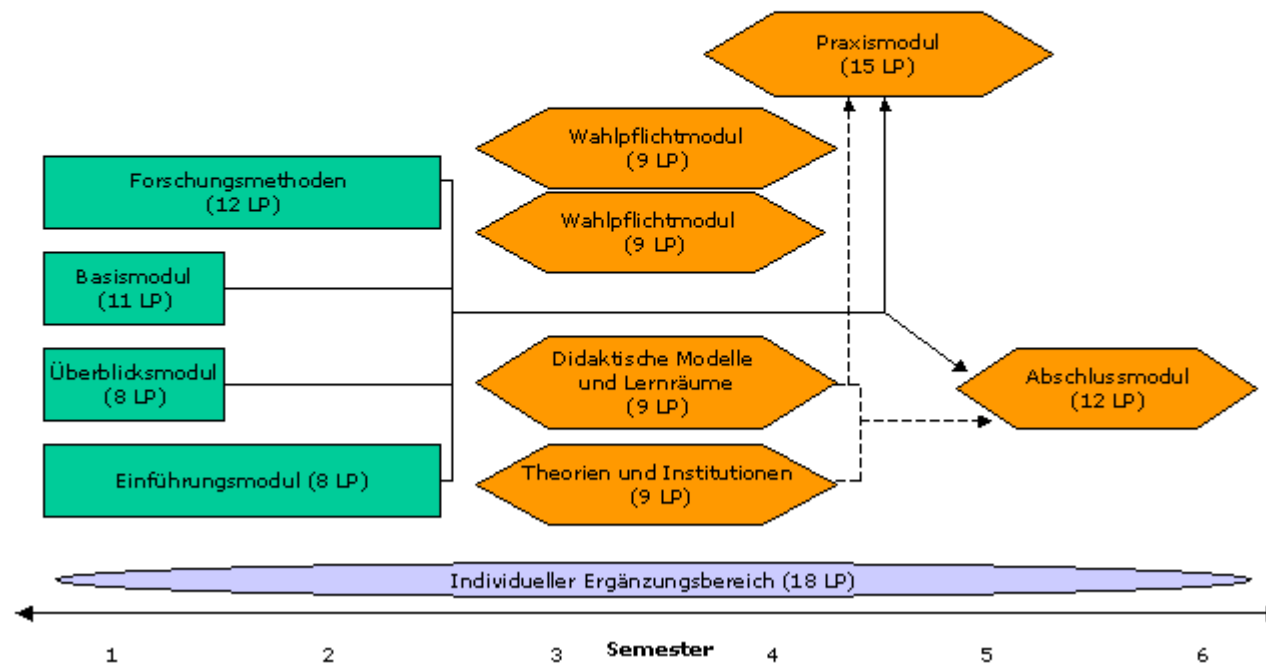 Praxismodul
(15 LP)
Wahlpflichtmodul
(9 LP)
Forschungsmethoden
(12 LP)
Wahlpflichtmodul
(9 LP)
Basismodul
(11 LP)
Überblicksmodul
(8 LP)
Didaktische Modelle
und Lernräume
(9 LP)
Abschlussmodul
(12 LP)
Einführungsmodul (8 LP)
Theorien und Institutionen
(9 LP)
Individueller Ergänzungsbereich (18 LP)
1 2 3 Semester 4 5 6